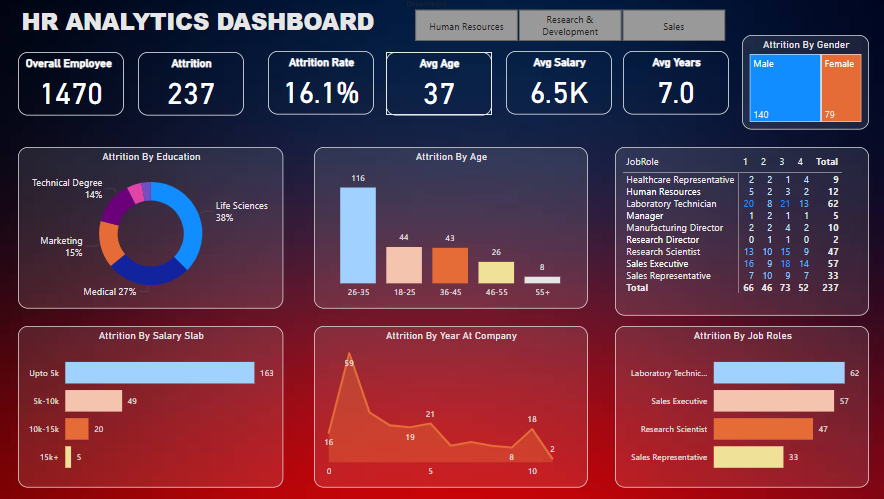 HR ANALYTICS DASHBOARD
Human Resources
Research &
Development
Sales
Overall Employee
1470
Attrition
237
Attrition Rate
16.1%
Avg Age
37
Avg Salary
6.5K
Avg Years
7.0
Attrition By Gender
Male
Female
140
79
Attrition By Education
Technical Degree
14%
Life Sciences
38%
Marketing
15%
Medical 27%
Attrition By Age
116
44
43
26
8
26-35 18-25 36-45 46-55 55+
JobRole 1 2 3 4 Total
Healthcare Representative 2 2 1 4 9
Human Resources 5 2 3 2 12
Laboratory Technician 20 8 21 13 62
Manager 1 2 1 1 5
Manufacturing Director 2 2 4 2 10
Research Director 0 1 1 0 2
Research Scientist 13 10 15 9 47
Sales Executive 16 9 18 14 57
Sales Representative 7 10 9 7 33
Total 66 46 73 52 237
Attrition By Salary Slab
Upto 5k 163
5k-10k 49
10k-15k 20
15k+ 5
Attrition By Year At Company
59
16
19
21
8
18
2
0 5 10
Attrition By Job Roles
Laboratory Technic... 62
Sales Executive 57
Research Scientist 47
Sales Representative 33